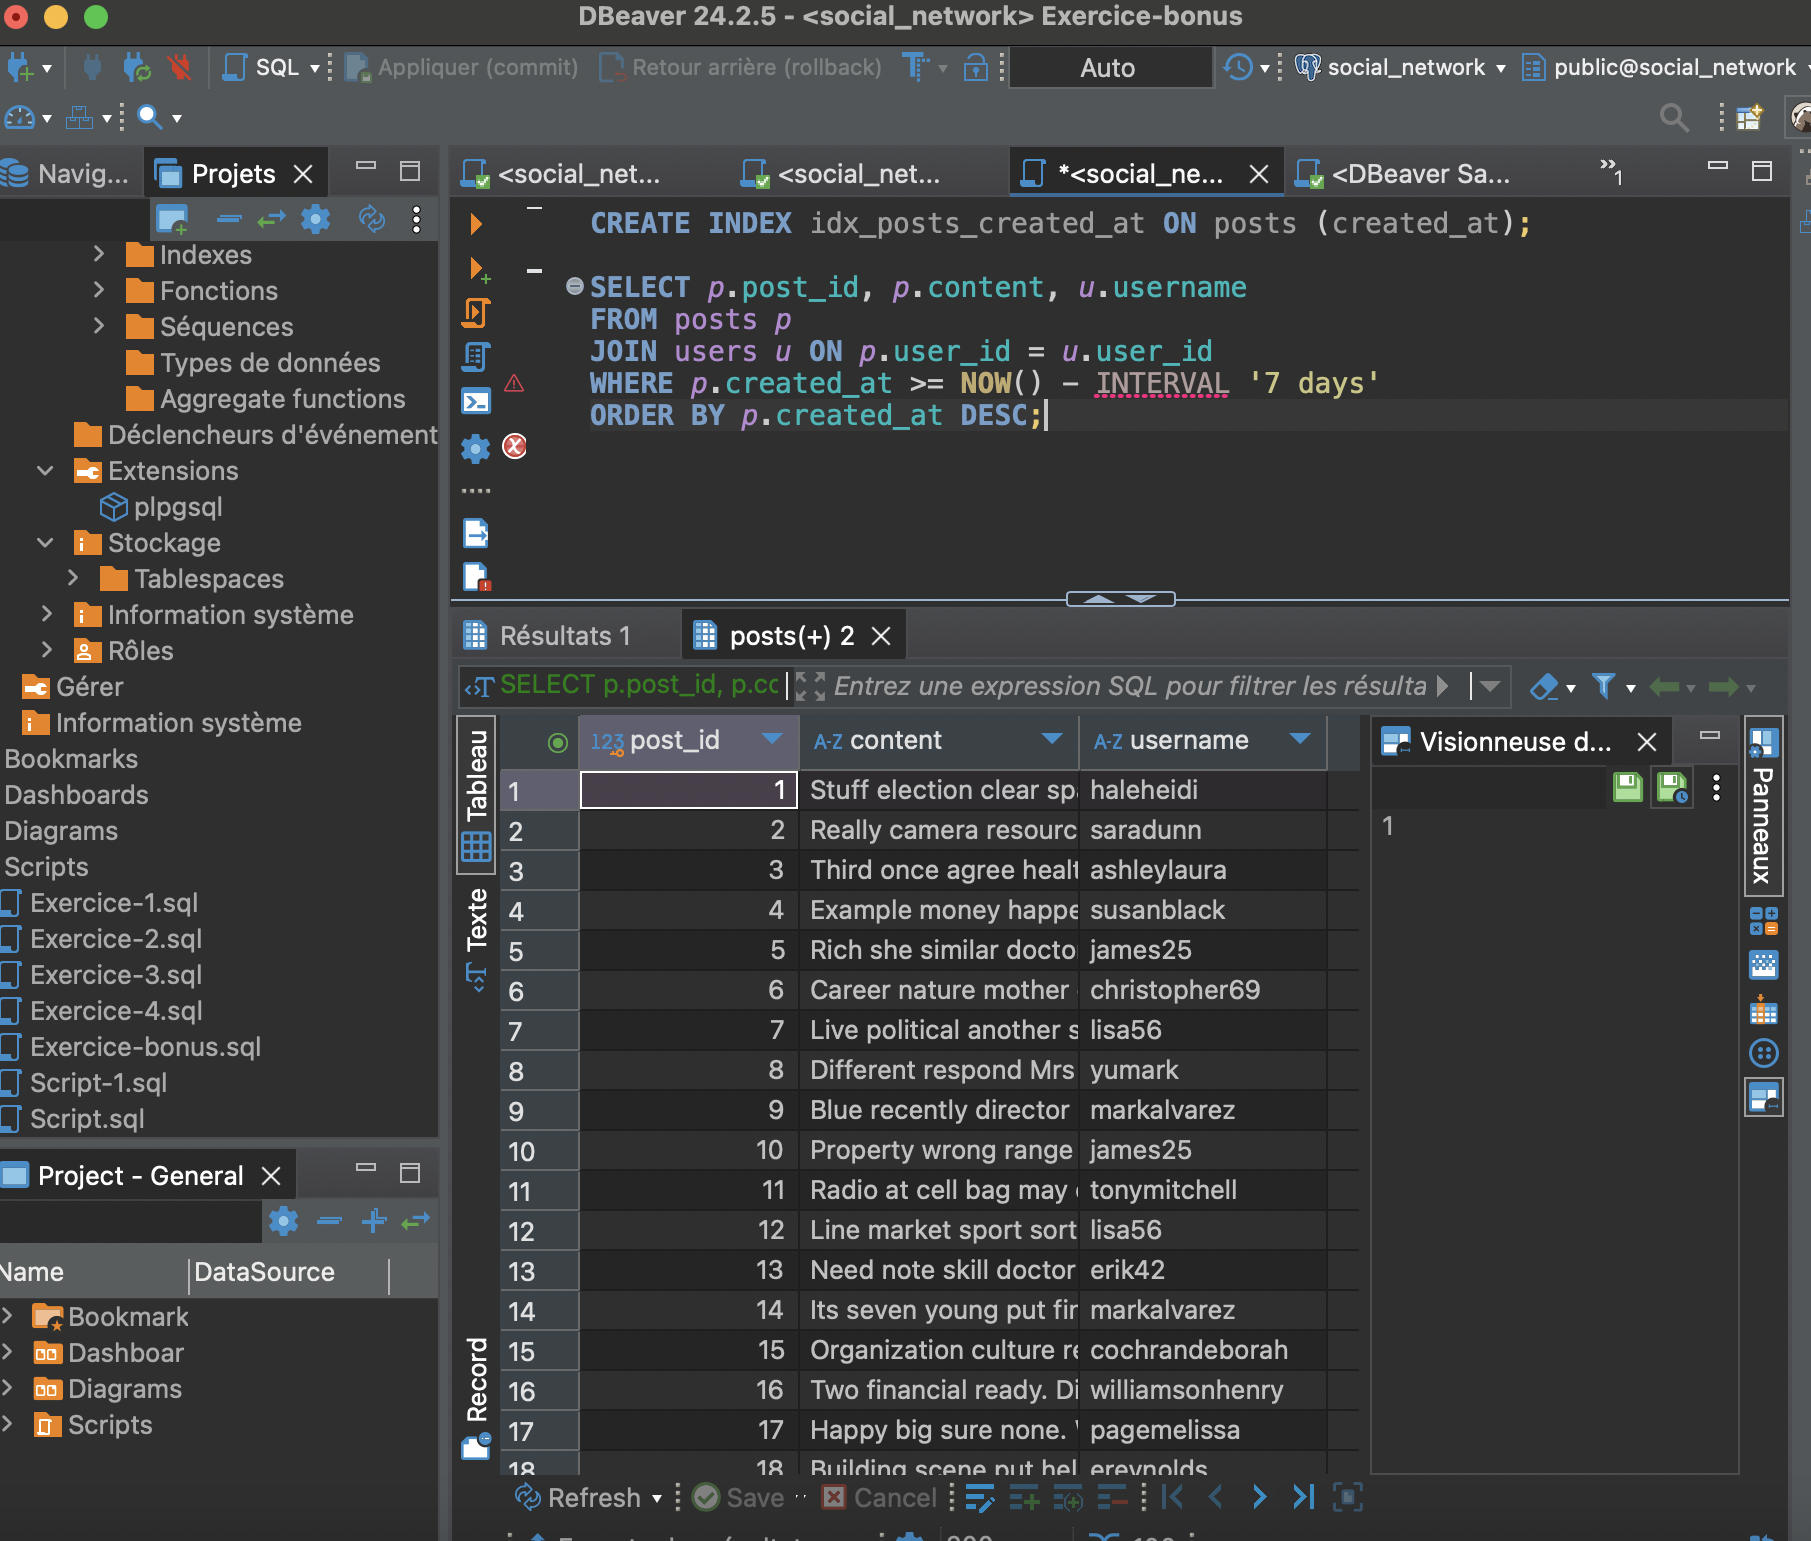 DBeaver 24.2.5 - <social_network> Exercice-bonus
SQL
Appliquer (commit)
Retour arrière (rollback)
Auto
social_network
public@social_network
Navig...
Projets
<social_net...
<social_net...
*<social_ne...
<DBeaver Sa...
»1
Indexes
Fonctions
Séquences
Types de données
Aggregate functions
Déclencheurs d'événement
Extensions
plpgsql
Stockage
Tablespaces
Information système
Rôles
Gérer
Information système
Bookmarks
Dashboards
Diagrams
Scripts
Exercice-1.sql
Exercice-2.sql
Exercice-3.sql
Exercice-4.sql
Exercice-bonus.sql
Script-1.sql
Script.sql
Project - General
Name DataSource
Bookmark
Dashboar
Diagrams
Scripts
CREATE INDEX idx_posts_created_at ON posts (created_at);
SELECT p.post_id, p.content, u.username
FROM posts p
JOIN users u ON p.user_id = u.user_id
WHERE p.created_at >= NOW() - INTERVAL '7 days'
ORDER BY p.created_at DESC;
Résultats 1
posts(+) 2
SELECT p.post_id, p.cc
Entrez une expression SQL pour filtrer les résulta
Tableau
Texte
Record
123 post_id
A-Z content
A-Z username
1 1 Stuff election clear spa haleheidi
2 2 Really camera resourc saradunn
3 3 Third once agree healt ashleylaura
4 4 Example money happe susanblack
5 5 Rich she similar docto james25
6 6 Career nature mother christopher69
7 7 Live political another s lisa56
8 8 Different respond Mrs yumark
9 9 Blue recently director markalvarez
10 10 Property wrong range james25
11 11 Radio at cell bag may tonymitchell
12 12 Line market sport sort lisa56
13 13 Need note skill doctor erik42
14 14 Its seven young put fir markalvarez
15 15 Organization culture re cochrandeborah
16 16 Two financial ready. Di williamsonhenry
17 17 Happy big sure none. pagemelissa
18 18 Building scene put hel ereynolds
Visionneuse d...
1
Panneaux
Refresh
Save
Cancel